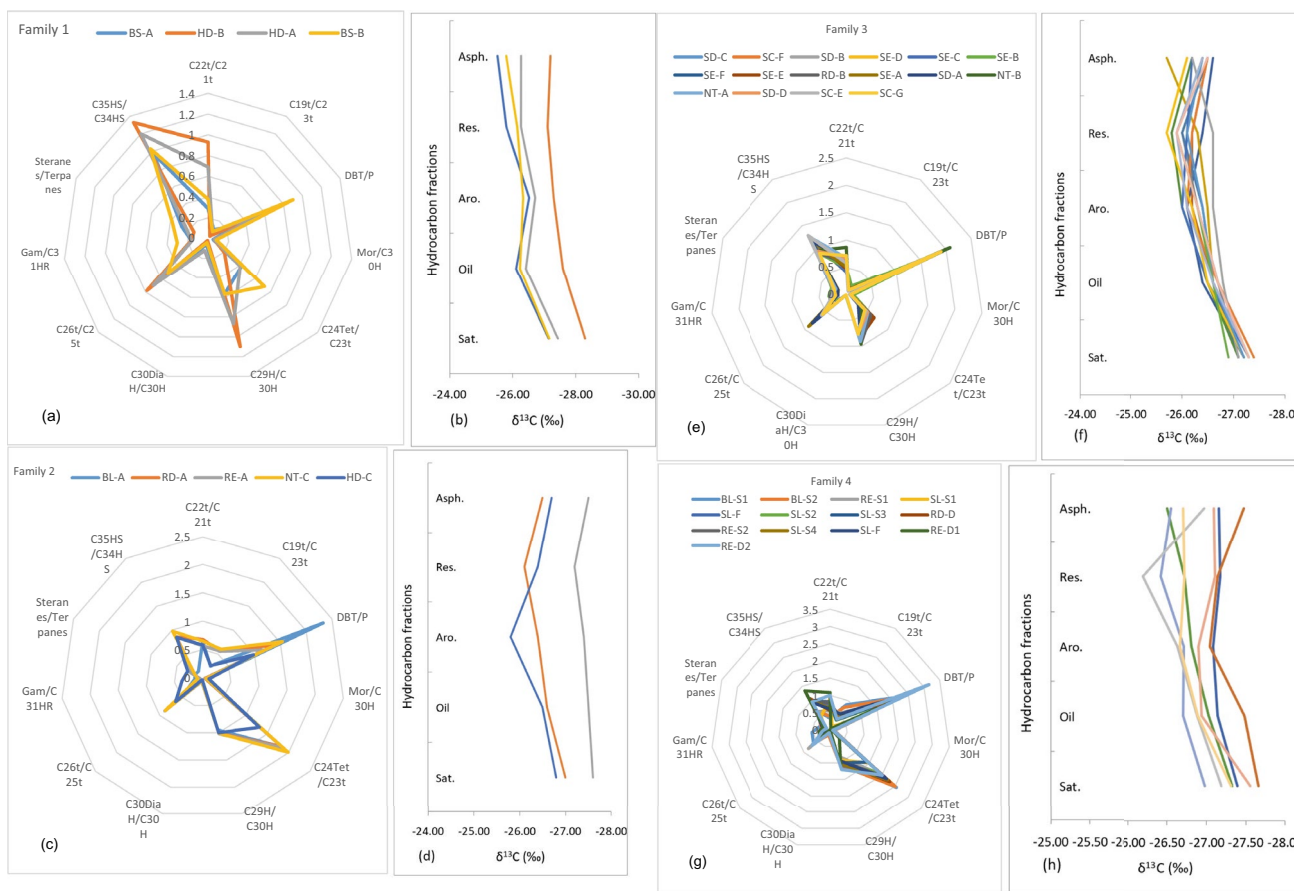 Family 1
BS-A HD-B HD-A BS-B
C22t/C2
1t
C19t/C2
3t
DBT/P
Mor/C3
0H
C24Tet/
C23t
C29H/C
30H
C30Dia
H/C30H
C26t/C2
5t
Gam/C3
1HR
Sterane
s/Terpa
nes
C35HS/
C34HS
1.4
1.2
1
0.8
0.6
0.4
0.2
0
(a)
Hydrocarbon fractions
Asph.
Res.
Aro.
Oil
Sat.
-24.00 -26.00 -28.00 -30.00
(b) δ¹³C (‰)
Family 2
BL-A RD-A RE-A NT-C HD-C
C22t/C
21t
C19t/C
23t
DBT/P
Mor/C
30H
C24Tet
/C23t
C29H/
C30H
C30Dia
H/C30
H
C26t/C
25t
Gam/C
31HR
Steran
es/Ter
panes
C35HS
/C34H
S
2.5
2
1.5
1
0.5
0
(c)
Hydrocarbon fractions
Asph.
Res.
Aro.
Oil
Sat.
-24.00 -25.00 -26.00 -27.00 -28.00
(d) δ¹³C (‰)
Family 3
SD-C SC-F SD-B SE-D SE-C SE-B
SE-F SE-E RD-B SE-A SD-A NT-B
NT-A SD-D SC-E SC-G
C22t/C
21t
C19t/C
23t
DBT/P
Mor/C
30H
C24Te
t/C23t
C29H/
C30H
C30Di
aH/C3
0H
C26t/C
25t
Gam/C
31HR
Steran
es/Ter
panes
C35HS
/C34H
S
2.5
2
1.5
1
0.5
0
(e)
Hydrocarbon fractions
Asph.
Res.
Aro.
Oil
Sat.
-24.00 -25.00 -26.00 -27.00 -28.00
(f) δ¹³C (‰)
Family 4
BL-S1 BL-S2 RE-S1 SL-S1
SL-F SL-S2 SL-S3 RD-D
RE-S2 SL-S4 SL-F RE-D1
RE-D2
C22t/C
21t
C19t/C
23t
DBT/P
Mor/C
30H
C24Tet
/C23t
C29H/
C30H
C30Dia
H/C30
H
C26t/C
25t
Gam/C
31HR
Steran
es/Ter
panes
C35HS/
C34HS
3.5
3
2.5
2
1.5
1
0.5
0
(g)
Hydrocarbon fractions
Asph.
Res.
Aro.
Oil
Sat.
-25.00 -25.50 -26.00 -26.50 -27.00 -27.50 -28.00
δ¹³C (‰) (h)